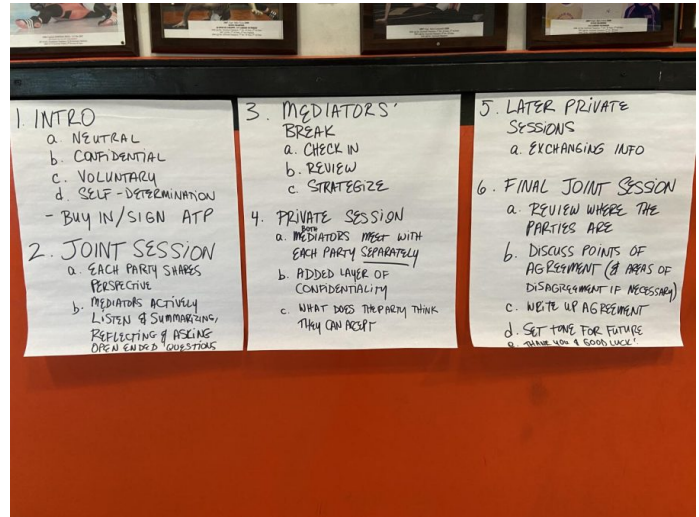 1. INTRO
a. NEUTRAL
b. CONFIDENTIAL
c. VOLUNTARY
d. SELF-DETERMINATION
- BUY IN/SIGN ATP
2. JOINT SESSION
a. EACH PARTY SHARES
PERSPECTIVE
b. MEDIATORS ACTIVELY
LISTEN & SUMMARIZING,
REFLECTING & ASKING
OPEN ENDED QUESTIONS
3. MEDIATORS'
BREAK
a. CHECK IN
b. REVIEW
c. STRATEGIZE
4. PRIVATE SESSION
a. BOTH MEDIATORS MEET WITH
EACH PARTY SEPARATELY
b. ADDED LAYER OF
CONFIDENTIALITY
c. WHAT DOES THE PARTY THINK
THEY CAN ACEPT
5. LATER PRIVATE
SESSIONS
a. EXCHANGING INFO
6. FINAL JOINT SESSION
a. REVIEW WHERE THE
PARTIES ARE
b. DISCUSS POINTS OF
AGREEMENT (& AREAS OF
DISAGREEMENT IF NECESSARY)
c. WRITE UP AGREEMENT
d. SET TONE FOR FUTURE
e. THANK YOU & GOOD LUCK!